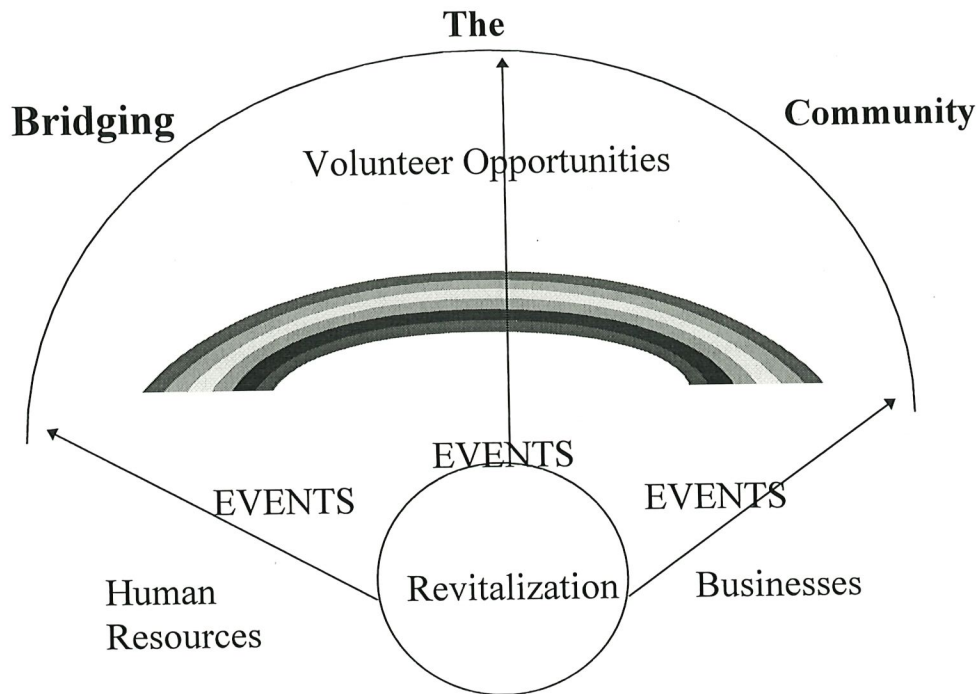 The
Bridging
Community
Volunteer Opportunities
EVENTS
EVENTS
EVENTS
Human
Resources
Revitalization
Businesses